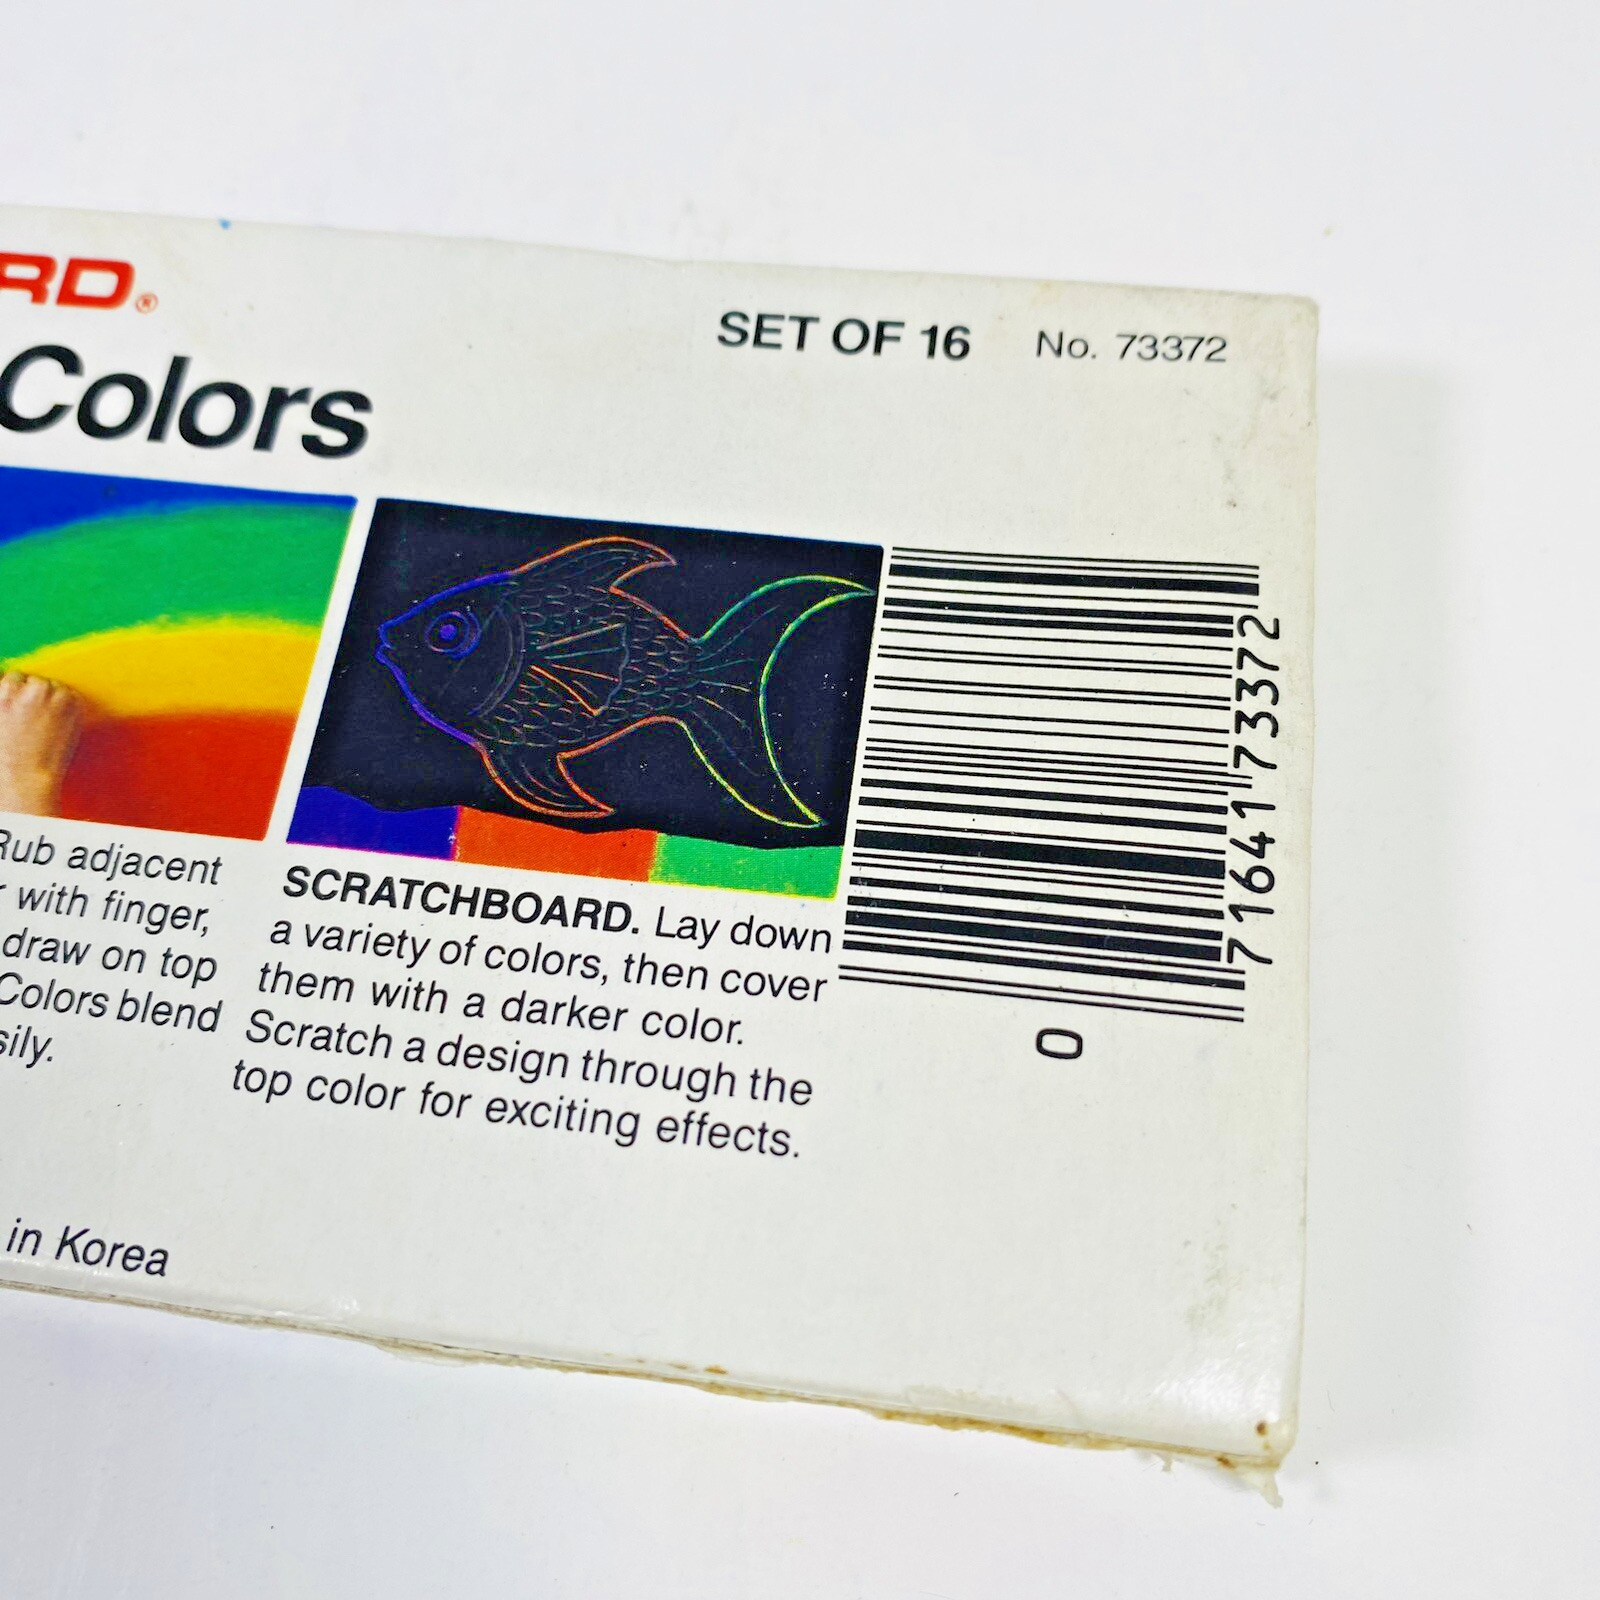 RD®
Colors
SET OF 16 No. 73372
Rub adjacent
with finger,
draw on top
Colors blend
SCRATCHBOARD. Lay down
a variety of colors, then cover
them with a darker color.
Scratch a design through the
top color for exciting effects.
0 71641 73372
in Korea